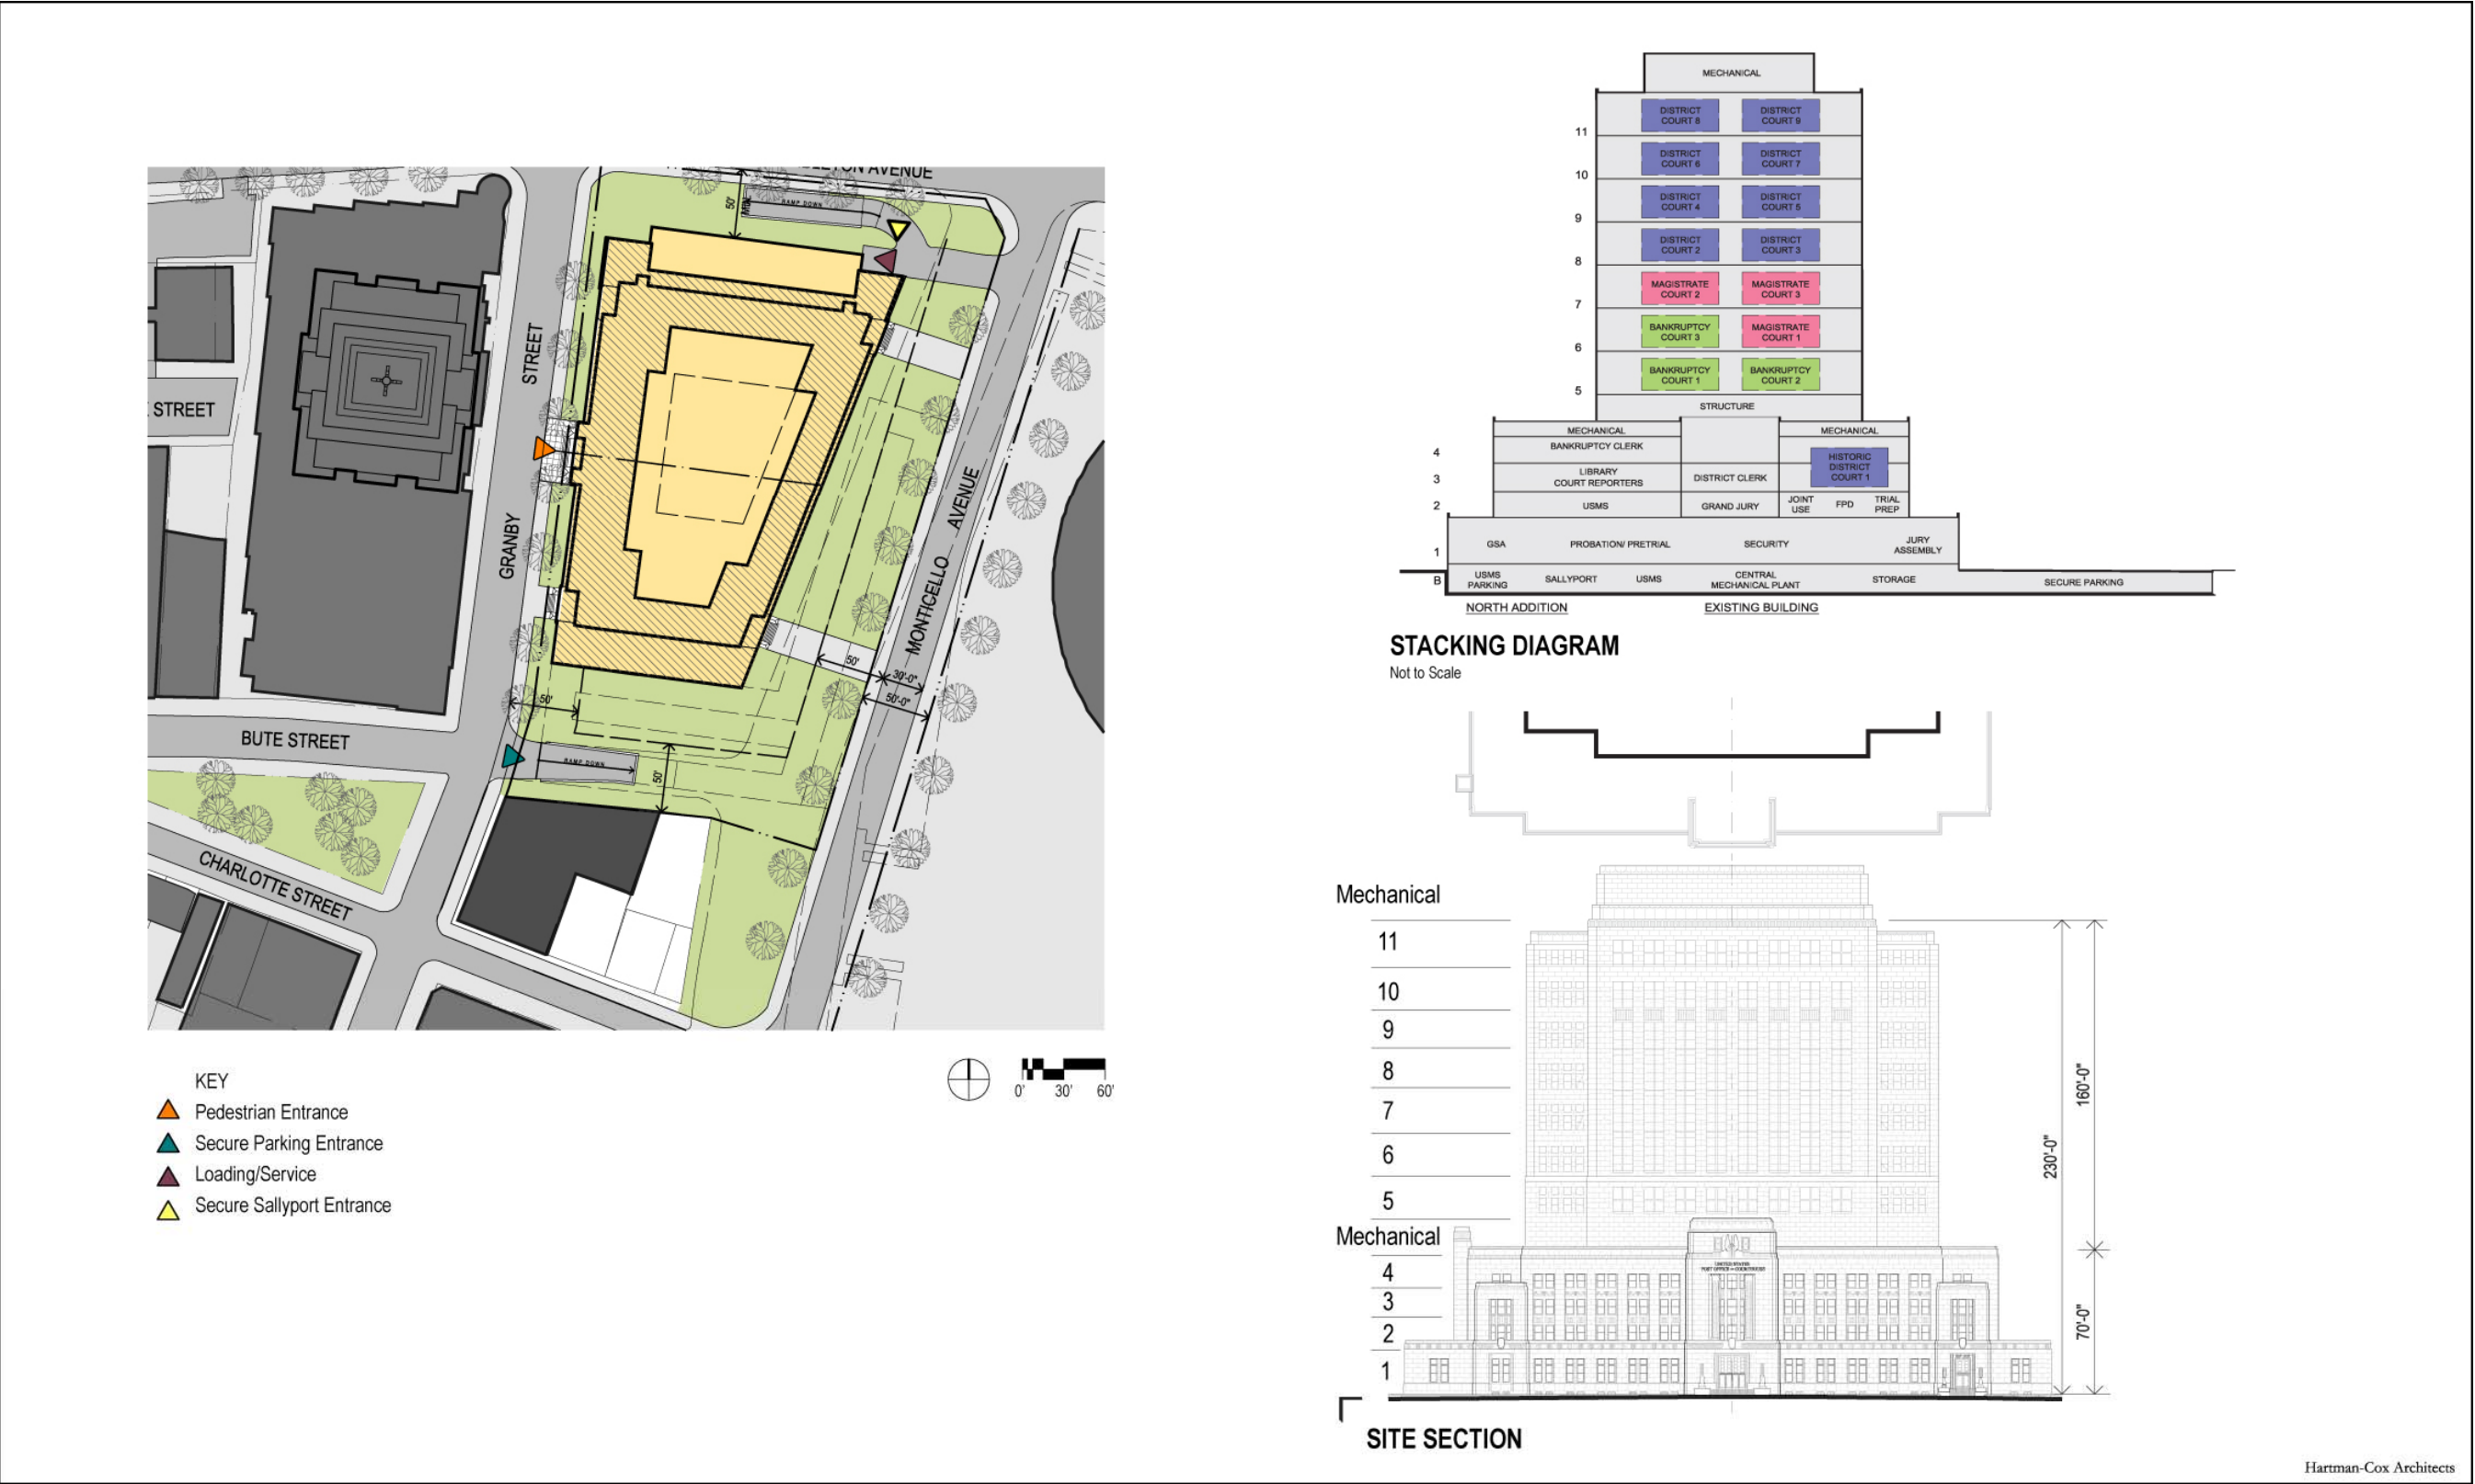 AVENUE
RAMP DOWN
50'
STREET
GRANBY
STREET
MONTICELLO AVENUE
50'
30'-0"
50'-0"
50'
BUTE STREET
RAMP DOWN
50'
CHARLOTTE STREET
KEY
Pedestrian Entrance
Secure Parking Entrance
Loading/Service
Secure Sallyport Entrance
0' 30' 60'
MECHANICAL
DISTRICT COURT 8
DISTRICT COURT 9
11
DISTRICT COURT 6
DISTRICT COURT 7
10
DISTRICT COURT 4
DISTRICT COURT 5
9
DISTRICT COURT 2
DISTRICT COURT 3
8
MAGISTRATE COURT 2
MAGISTRATE COURT 3
7
BANKRUPTCY COURT 3
MAGISTRATE COURT 1
6
BANKRUPTCY COURT 1
BANKRUPTCY COURT 2
5
STRUCTURE
MECHANICAL
MECHANICAL
BANKRUPTCY CLERK
4
HISTORIC DISTRICT COURT 1
LIBRARY
COURT REPORTERS
DISTRICT CLERK
3
USMS
GRAND JURY
JOINT USE
FPD
TRIAL PREP
2
GSA
PROBATION/ PRETRIAL
SECURITY
JURY ASSEMBLY
1
B
USMS PARKING
SALLYPORT
USMS
CENTRAL MECHANICAL PLANT
STORAGE
SECURE PARKING
NORTH ADDITION
EXISTING BUILDING
STACKING DIAGRAM
Not to Scale
Mechanical
11
10
9
8
7
6
5
Mechanical
4
3
2
1
UNITED STATES
POST OFFICE
COURTHOUSE
230'-0"
160'-0"
70'-0"
SITE SECTION
Hartman-Cox Architects